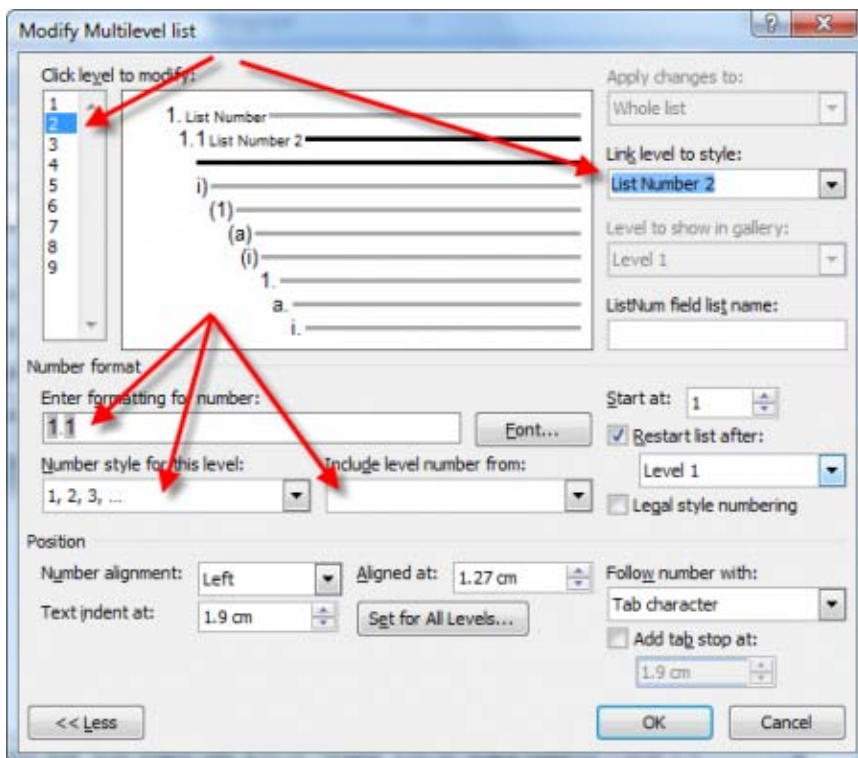 Modify Multilevel list
Click level to modify:
1
2
3
4
5
6
7
8
9
1. List Number
1.1 List Number 2
i)
(1)
(a)
(i)
1.
a.
i.
Apply changes to:
Whole list
Link level to style:
List Number 2
Level to show in gallery:
Level 1
ListNum field list name:
Number format
Enter formatting for number:
1.1
Font...
Number style for this level:
1, 2, 3, ...
Include level number from:
Start at: 1
Restart list after:
Level 1
Legal style numbering
Position
Number alignment: Left
Aligned at: 1.27 cm
Text indent at: 1.9 cm
Set for All Levels...
Follow number with:
Tab character
Add tab stop at:
1.9 cm
<< Less
OK
Cancel